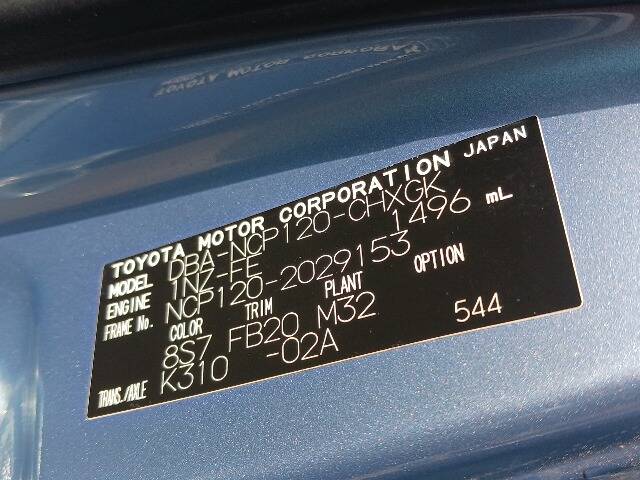 TOYOTA MOTOR CORPORATION JAPAN
MODEL DBA-NCP120-CHXGK
ENGINE 1NZ-FE 1496 mL
FRAME No. NCP120-2029153
COLOR TRIM PLANT OPTION
8S7 FB20 M32 544
TRANS./AXLE K310 -02A